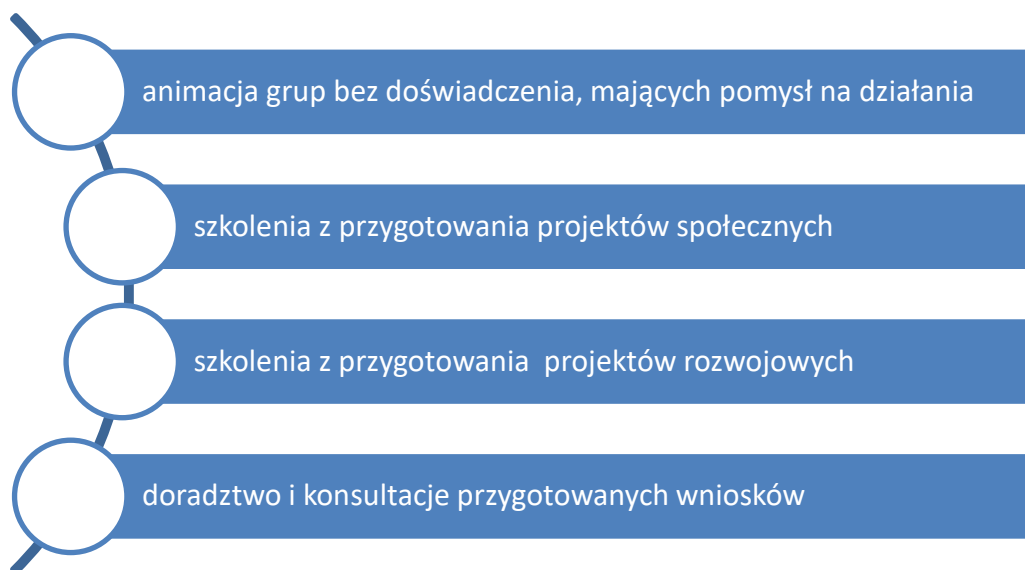 animacja grup bez doświadczenia, mających pomysł na działania
szkolenia z przygotowania projektów społecznych
szkolenia z przygotowania  projektów rozwojowych
doradztwo i konsultacje przygotowanych wniosków